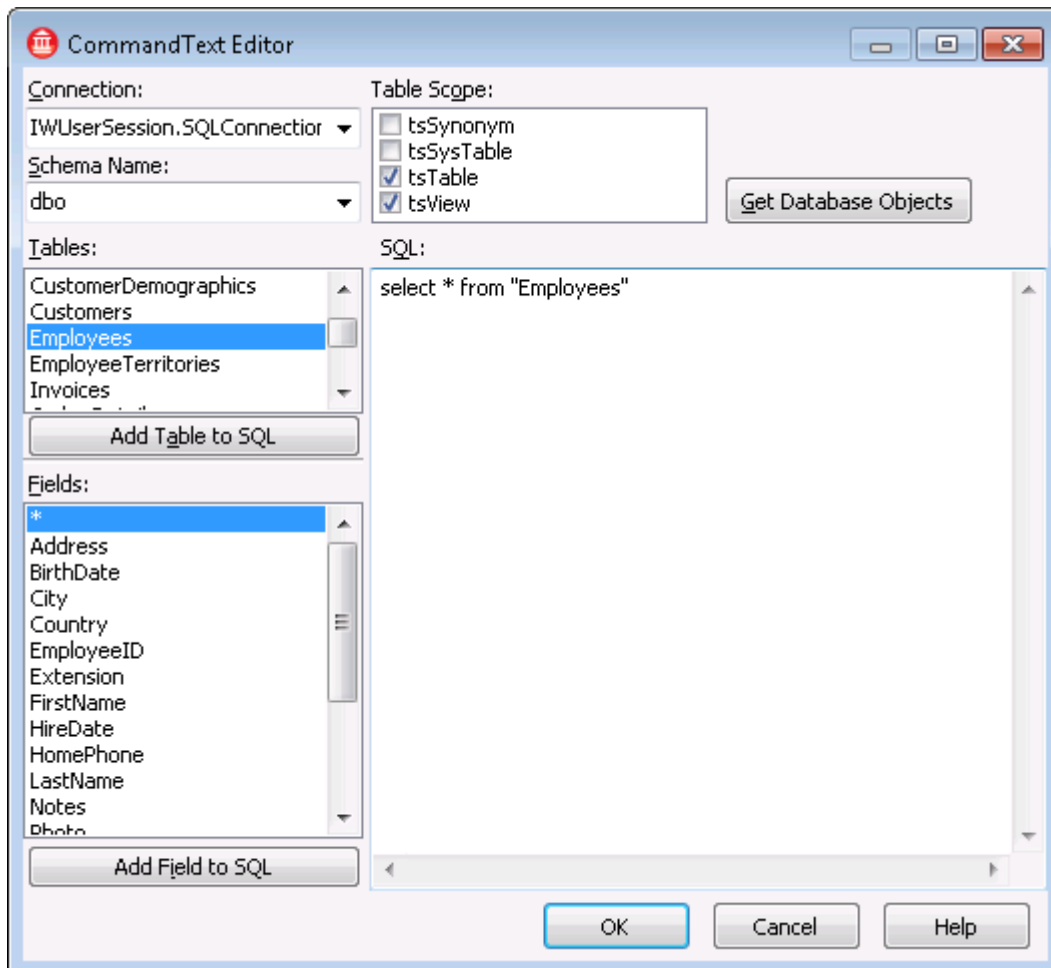 CommandText Editor
Connection:
IWUserSession.SQLConnection
Schema Name:
dbo
Table Scope:
tsSynonym
tsSysTable
tsTable
tsView
Get Database Objects
Tables:
CustomerDemographics
Customers
Employees
EmployeeTerritories
Invoices
Add Table to SQL
Fields:
*
Address
BirthDate
City
Country
EmployeeID
Extension
FirstName
HireDate
HomePhone
LastName
Notes
Photo
Add Field to SQL
SQL:
select * from "Employees"
OK
Cancel
Help